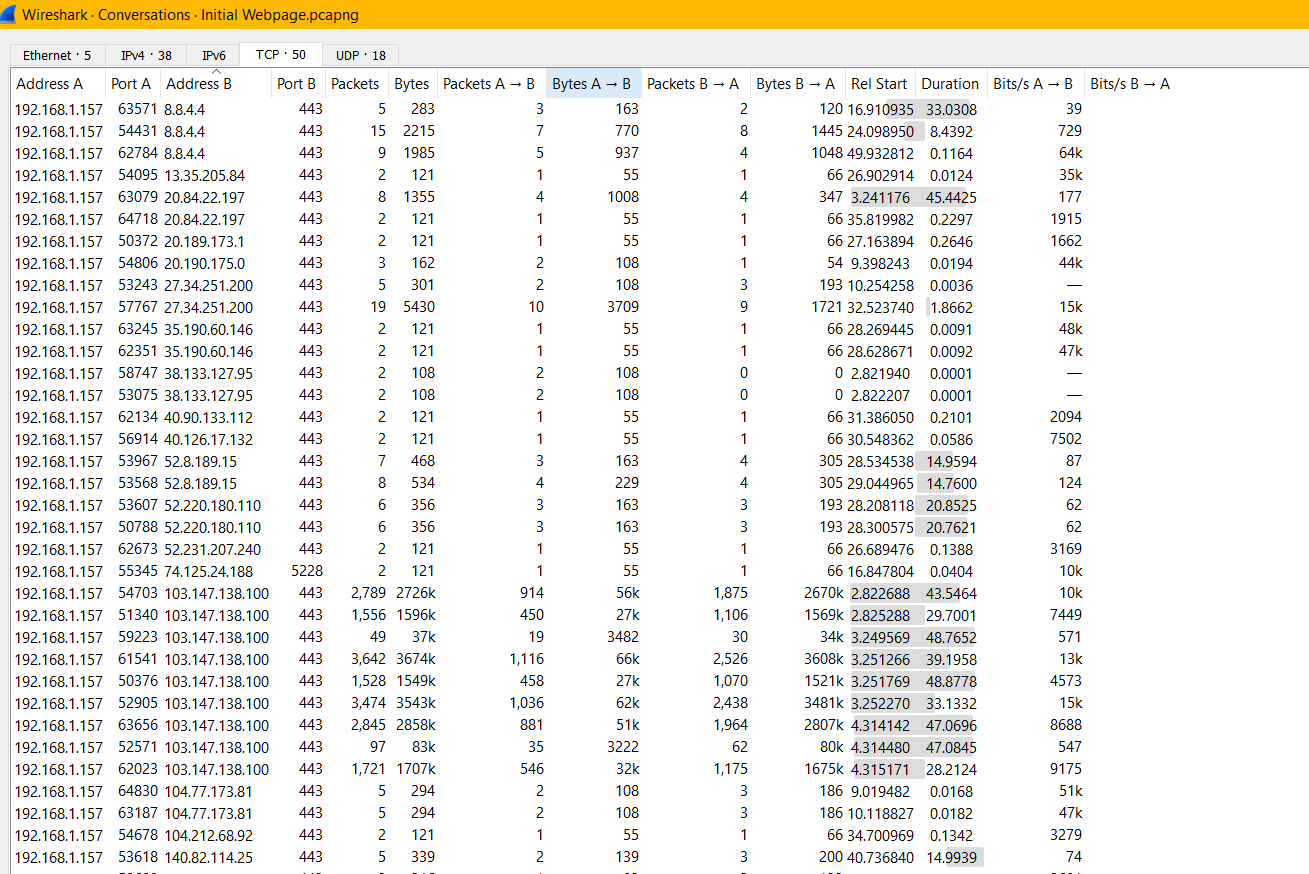 Wireshark · Conversations · Initial Webpage.pcapng
Ethernet · 5 IPv4 · 38 IPv6 TCP · 50 UDP · 18
Address A Port A Address B Port B Packets Bytes Packets A → B Bytes A → B Packets B → A Bytes B → A Rel Start Duration Bits/s A → B Bits/s B → A
192.168.1.157 63571 8.8.4.4 443 5 283 3 163 2 120 16.910935 33.0308 39
192.168.1.157 54431 8.8.4.4 443 15 2215 7 770 8 1445 24.098950 8.4392 729
192.168.1.157 62784 8.8.4.4 443 9 1985 5 937 4 1048 49.932812 0.1164 64k
192.168.1.157 54095 13.35.205.84 443 2 121 1 55 1 66 26.902914 0.0124 35k
192.168.1.157 63079 20.84.22.197 443 8 1355 4 1008 4 347 3.241176 45.4425 177
192.168.1.157 64718 20.84.22.197 443 2 121 1 55 1 66 35.819982 0.2297 1915
192.168.1.157 50372 20.189.173.1 443 2 121 1 55 1 66 27.163894 0.2646 1662
192.168.1.157 54806 20.190.175.0 443 3 162 2 108 1 54 9.398243 0.0194 44k
192.168.1.157 53243 27.34.251.200 443 5 301 2 108 3 193 10.254258 0.0036 —
192.168.1.157 57767 27.34.251.200 443 19 5430 10 3709 9 1721 32.523740 1.8662 15k
192.168.1.157 63245 35.190.60.146 443 2 121 1 55 1 66 28.269445 0.0091 48k
192.168.1.157 62351 35.190.60.146 443 2 121 1 55 1 66 28.628671 0.0092 47k
192.168.1.157 58747 38.133.127.95 443 2 108 2 108 0 0 2.821940 0.0001 —
192.168.1.157 53075 38.133.127.95 443 2 108 2 108 0 0 2.822207 0.0001 —
192.168.1.157 62134 40.90.133.112 443 2 121 1 55 1 66 31.386050 0.2101 2094
192.168.1.157 56914 40.126.17.132 443 2 121 1 55 1 66 30.548362 0.0586 7502
192.168.1.157 53967 52.8.189.15 443 7 468 3 163 4 305 28.534538 14.9594 87
192.168.1.157 53568 52.8.189.15 443 8 534 4 229 4 305 29.044965 14.7600 124
192.168.1.157 53607 52.220.180.110 443 6 356 3 163 3 193 28.208118 20.8525 62
192.168.1.157 50788 52.220.180.110 443 6 356 3 163 3 193 28.300575 20.7621 62
192.168.1.157 62673 52.231.207.240 443 2 121 1 55 1 66 26.689476 0.1388 3169
192.168.1.157 55345 74.125.24.188 5228 2 121 1 55 1 66 16.847804 0.0404 10k
192.168.1.157 54703 103.147.138.100 443 2,789 2726k 914 56k 1,875 2670k 2.822688 43.5464 10k
192.168.1.157 51340 103.147.138.100 443 1,556 1596k 450 27k 1,106 1569k 2.825288 29.7001 7449
192.168.1.157 59223 103.147.138.100 443 49 37k 19 3482 30 34k 3.249569 48.7652 571
192.168.1.157 61541 103.147.138.100 443 3,642 3674k 1,116 66k 2,526 3608k 3.251266 39.1958 13k
192.168.1.157 50376 103.147.138.100 443 1,528 1549k 458 27k 1,070 1521k 3.251769 48.8778 4573
192.168.1.157 52905 103.147.138.100 443 3,474 3543k 1,036 62k 2,438 3481k 3.252270 33.1332 15k
192.168.1.157 63656 103.147.138.100 443 2,845 2858k 881 51k 1,964 2807k 4.314142 47.0696 8688
192.168.1.157 52571 103.147.138.100 443 97 83k 35 3222 62 80k 4.314480 47.0845 547
192.168.1.157 62023 103.147.138.100 443 1,721 1707k 546 32k 1,175 1675k 4.315171 28.2124 9175
192.168.1.157 64830 104.77.173.81 443 5 294 2 108 3 186 9.019482 0.0168 51k
192.168.1.157 63187 104.77.173.81 443 5 294 2 108 3 186 10.118827 0.0182 47k
192.168.1.157 54678 104.212.68.92 443 2 121 1 55 1 66 34.700969 0.1342 3279
192.168.1.157 53618 140.82.114.25 443 5 339 2 139 3 200 40.736840 14.9939 74